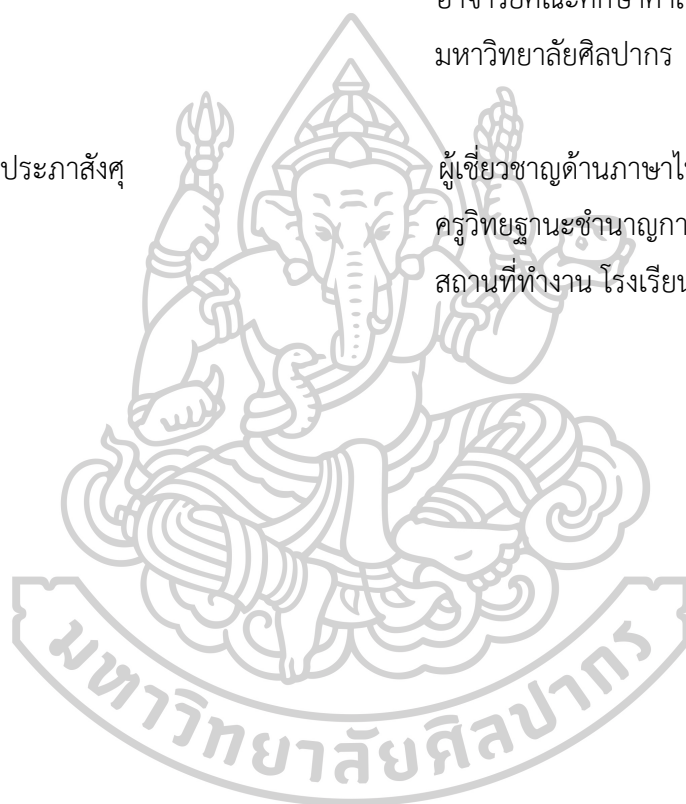 มหาวิทยาลัยศิลปากร
ประภาสังศุ
ผู้เชี่ยวชาญด้านภาษาไ
ครูวิทยฐานะชำนาญกา
สถานที่ทำงาน โรงเรียน
มหาวิทยาลัยศิลปากร